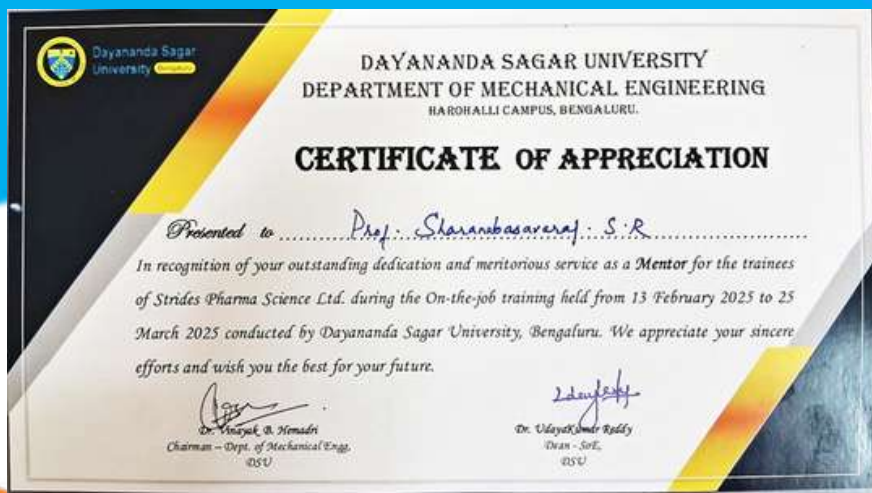 Dayananda Sagar
University Bengaluru
DAYANANDA SAGAR UNIVERSITY
DEPARTMENT OF MECHANICAL ENGINEERING
HAROHALLI CAMPUS, BENGALURU.
CERTIFICATE OF APPRECIATION
Presented to Prof. Sharanabasavaraj. S.R
In recognition of your outstanding dedication and meritorious service as a Mentor for the trainees
of Strides Pharma Science Ltd. during the On-the-job training held from 13 February 2025 to 25
March 2025 conducted by Dayananda Sagar University, Bengaluru. We appreciate your sincere
efforts and wish you the best for your future.
Dr. Vinayak B. Hemadri
Chairman – Dept. of Mechanical Engg.
DSU
Dr. UdayaKumar Reddy
Dean - SoE,
DSU